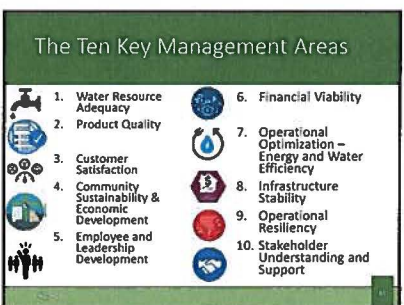 The Ten Key Management Areas
1. Water Resource
Adequacy
2. Product Quality
3. Customer
Satisfaction
4. Community
Sustainability &
Economic
Development
5. Employee and
Leadership
Development
6. Financial Viability
7. Operational
Optimization –
Energy and Water
Efficiency
8. Infrastructure
Stability
9. Operational
Resiliency
10. Stakeholder
Understanding and
Support